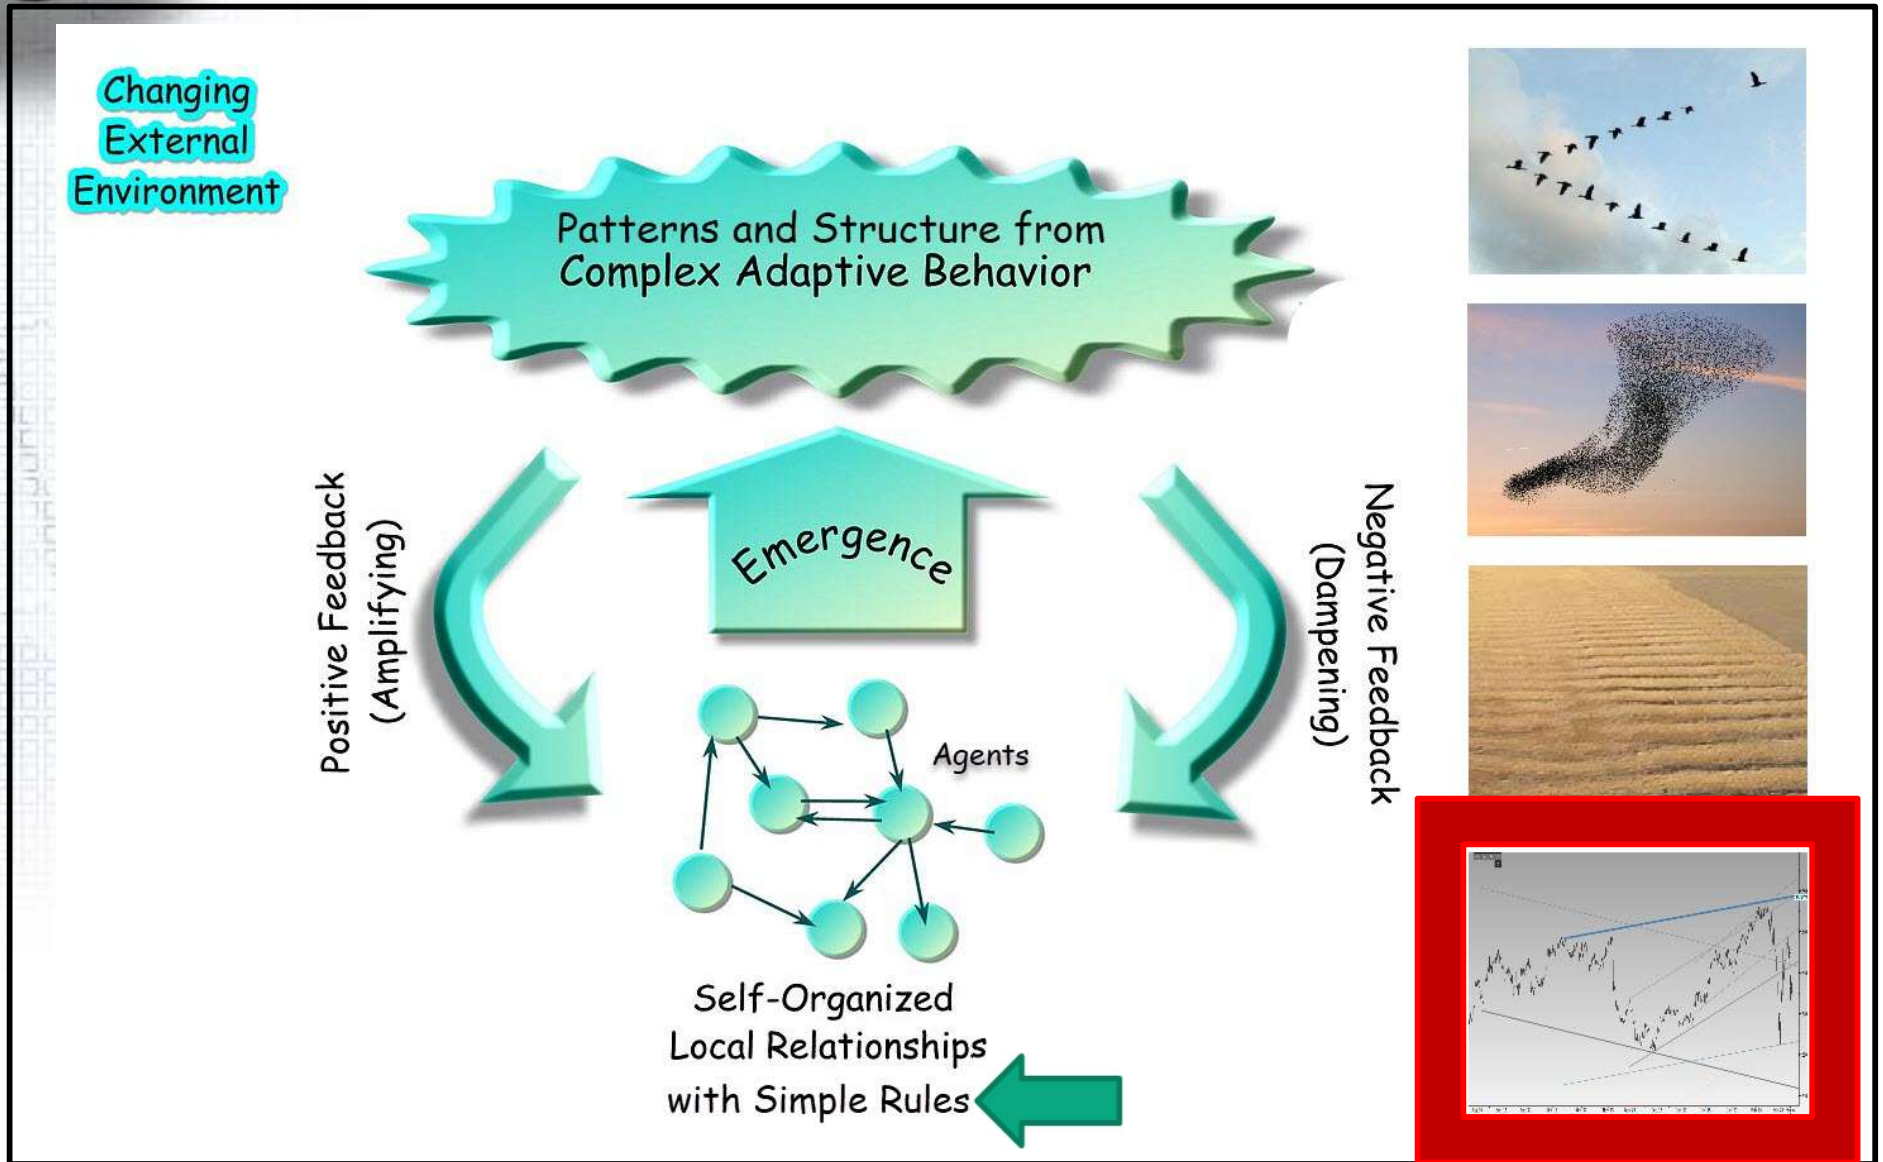 Changing
External
Environment
Patterns and Structure from
Complex Adaptive Behavior
Positive Feedback
(Amplifying)
Emergence
Negative Feedback
(Dampening)
Agents
Self-Organized
Local Relationships
with Simple Rules